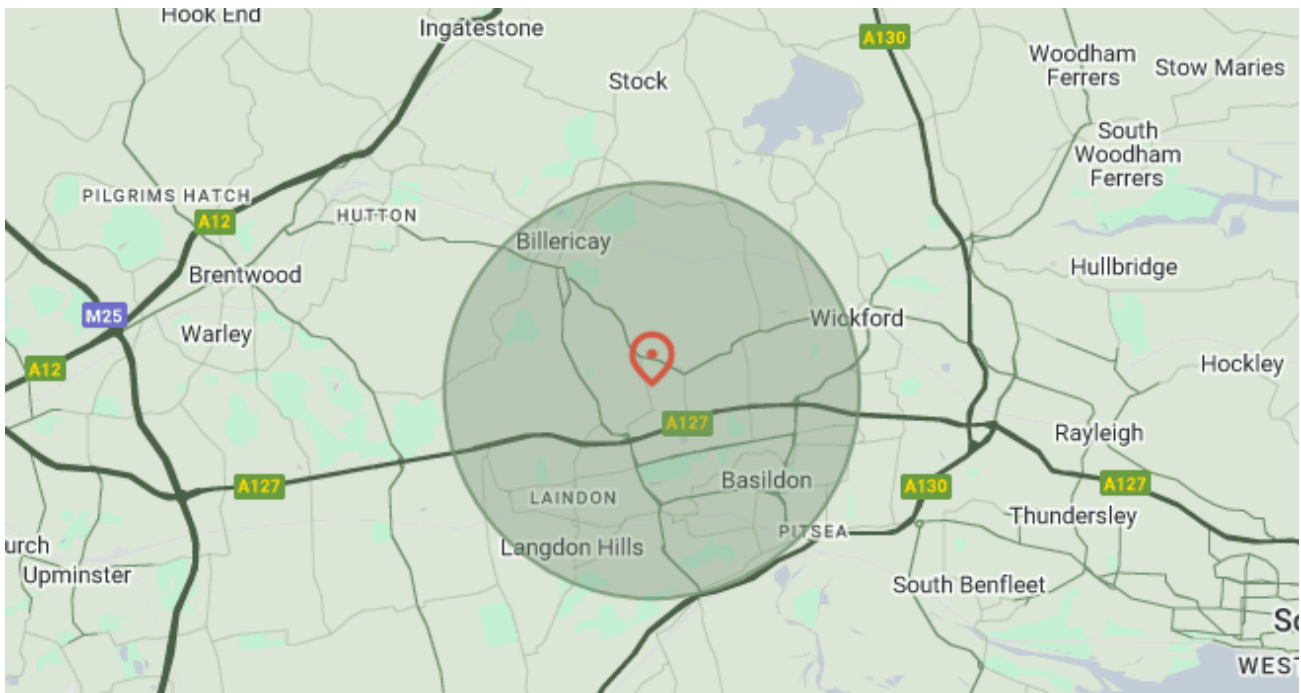 Hook End
Ingatestone
A130
Woodham
Ferrers
Stow Maries
Stock
South
Woodham
Ferrers
PILGRIMS HATCH
A12
HUTTON
Billericay
Brentwood
Hullbridge
M25
Warley
Wickford
A12
Hockley
A127
Rayleigh
A127
LAINDON
Basildon
A130
A127
Thundersley
PITSEA
urch
Langdon Hills
Upminster
South Benfleet
So
WEST